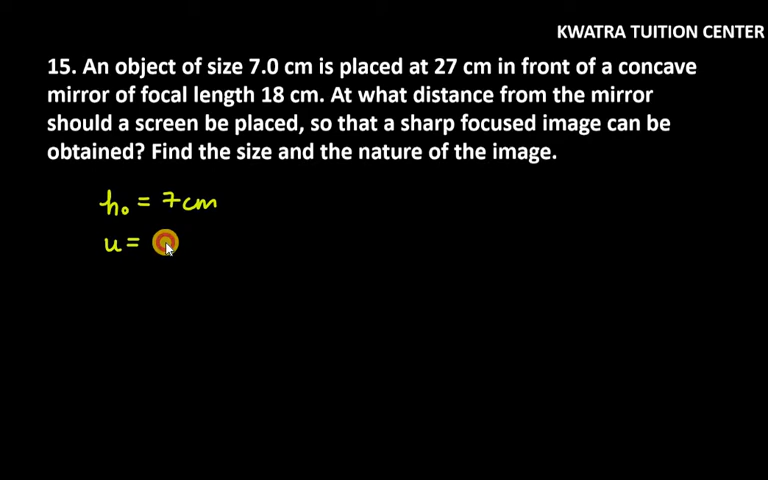 KWATRA TUITION CENTER
15. An object of size 7.0 cm is placed at 27 cm in front of a concave
mirror of focal length 18 cm. At what distance from the mirror
should a screen be placed, so that a sharp focused image can be
obtained? Find the size and the nature of the image.
h₀ = 7cm
u =